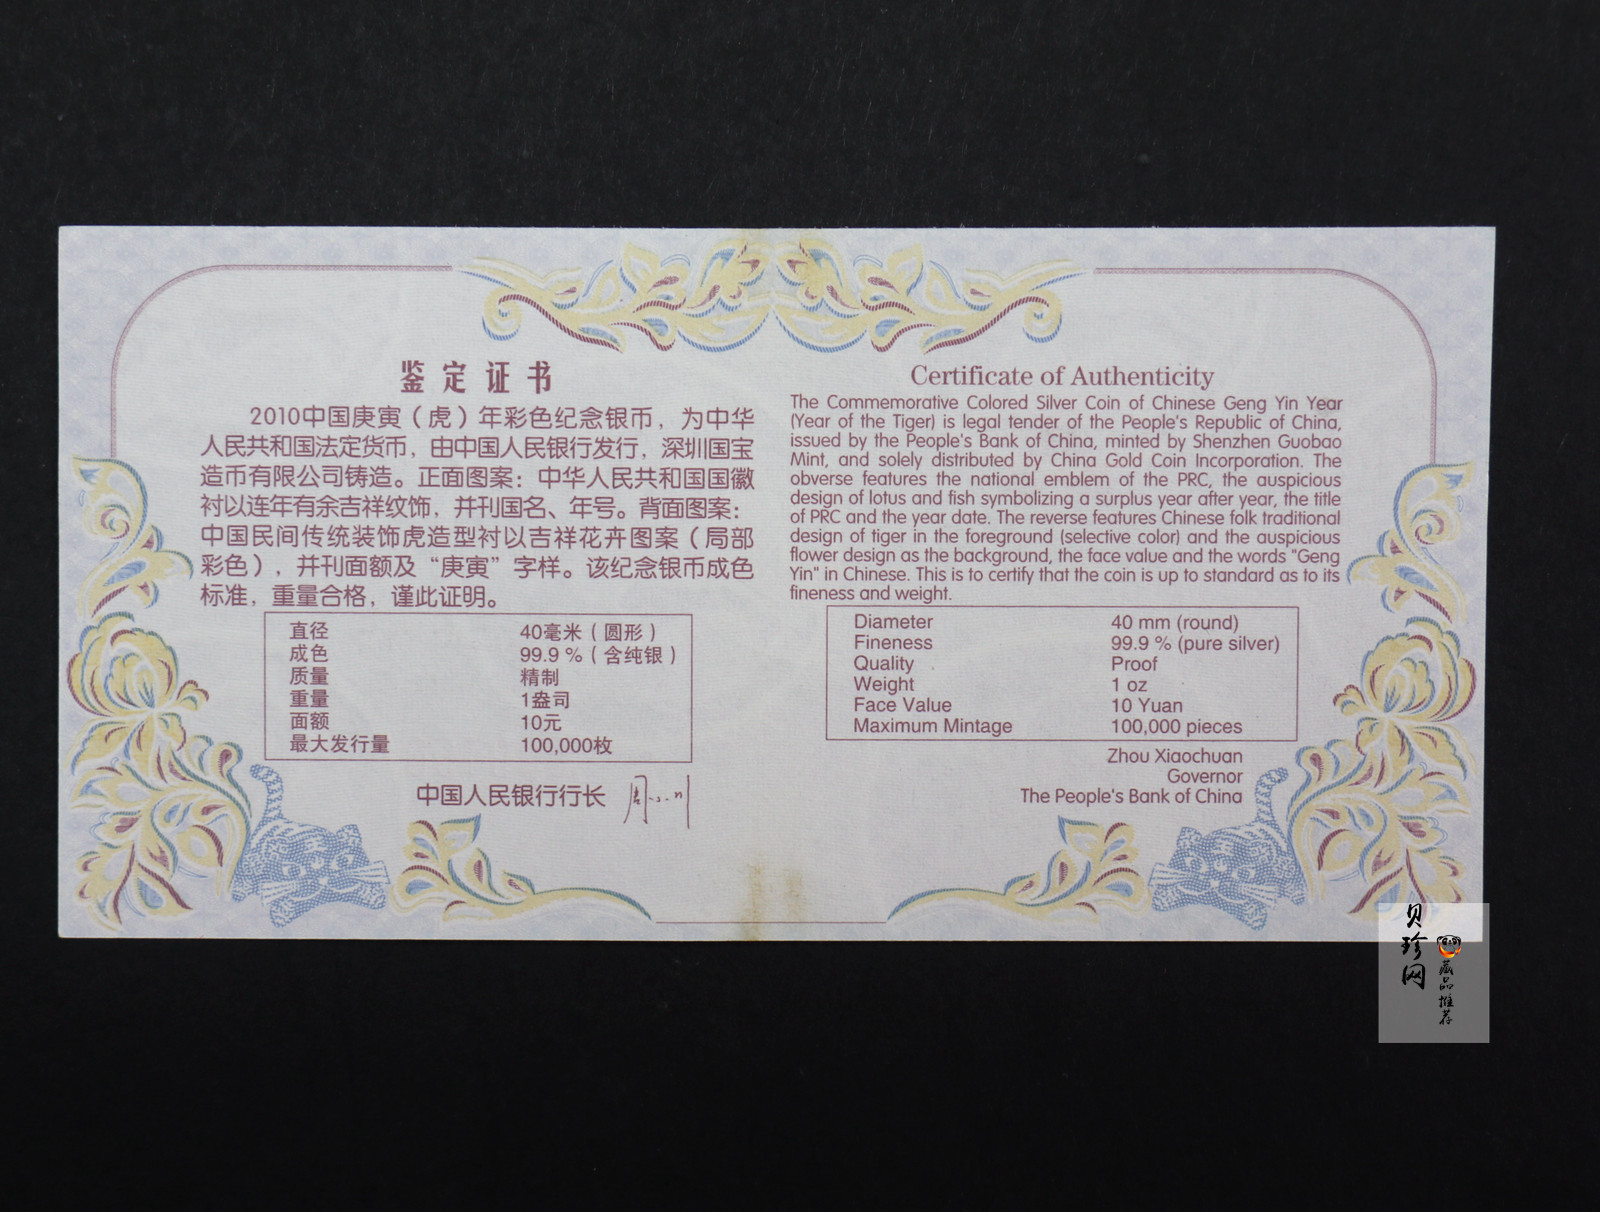 鉴定证书
2010中国庚寅（虎）年彩色纪念银币，为中华
人民共和国法定货币，由中国人民银行发行，深圳国宝
造币有限公司铸造。正面图案：中华人民共和国国徽
衬以连年有余吉祥纹饰，并刊国名、年号。背面图案：
中国民间传统装饰虎造型衬以吉祥花卉图案（局部
彩色），并刊面额及“庚寅”字样。该纪念银币成色
标准，重量合格，谨此证明。
直径 40毫米（圆形）
成色 99.9 %（含纯银）
质量 精制
重量 1盎司
面额 10元
最大发行量 100,000枚
中国人民银行行长
Certificate of Authenticity
The Commemorative Colored Silver Coin of Chinese Geng Yin Year
(Year of the Tiger) is legal tender of the People's Republic of China,
issued by the People's Bank of China, minted by Shenzhen Guobao
Mint, and solely distributed by China Gold Coin Incorporation. The
obverse features the national emblem of the PRC, the auspicious
design of lotus and fish symbolizing a surplus year after year, the title
of PRC and the year date. The reverse features Chinese folk traditional
design of tiger in the foreground (selective color) and the auspicious
flower design as the background, the face value and the words “Geng
Yin” in Chinese. This is to certify that the coin is up to standard as to its
fineness and weight.
Diameter 40 mm (round)
Fineness 99.9 % (pure silver)
Quality Proof
Weight 1 oz
Face Value 10 Yuan
Maximum Mintage 100,000 pieces
Zhou Xiaochuan
Governor
The People's Bank of China
贝珍网
藏品推荐